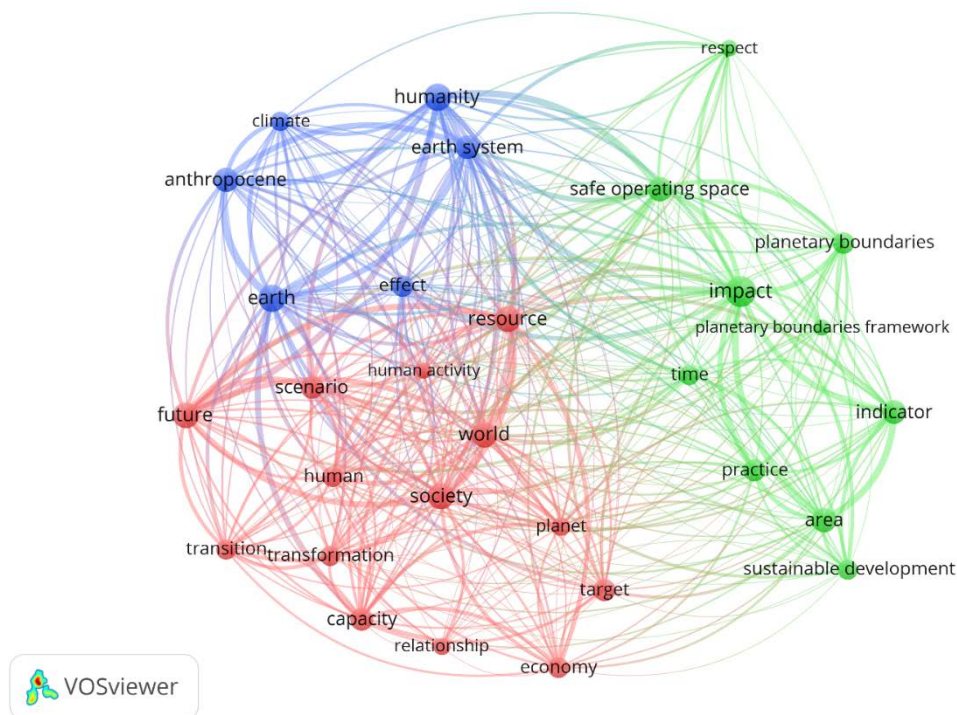 respect
humanity
climate
earth system
anthropocene
safe operating space
planetary boundaries
effect
earth
impact
resource
planetary boundaries framework
human activity
time
scenario
future
indicator
world
practice
human
society
area
planet
transition
transformation
sustainable development
target
capacity
relationship
economy
VOSviewer